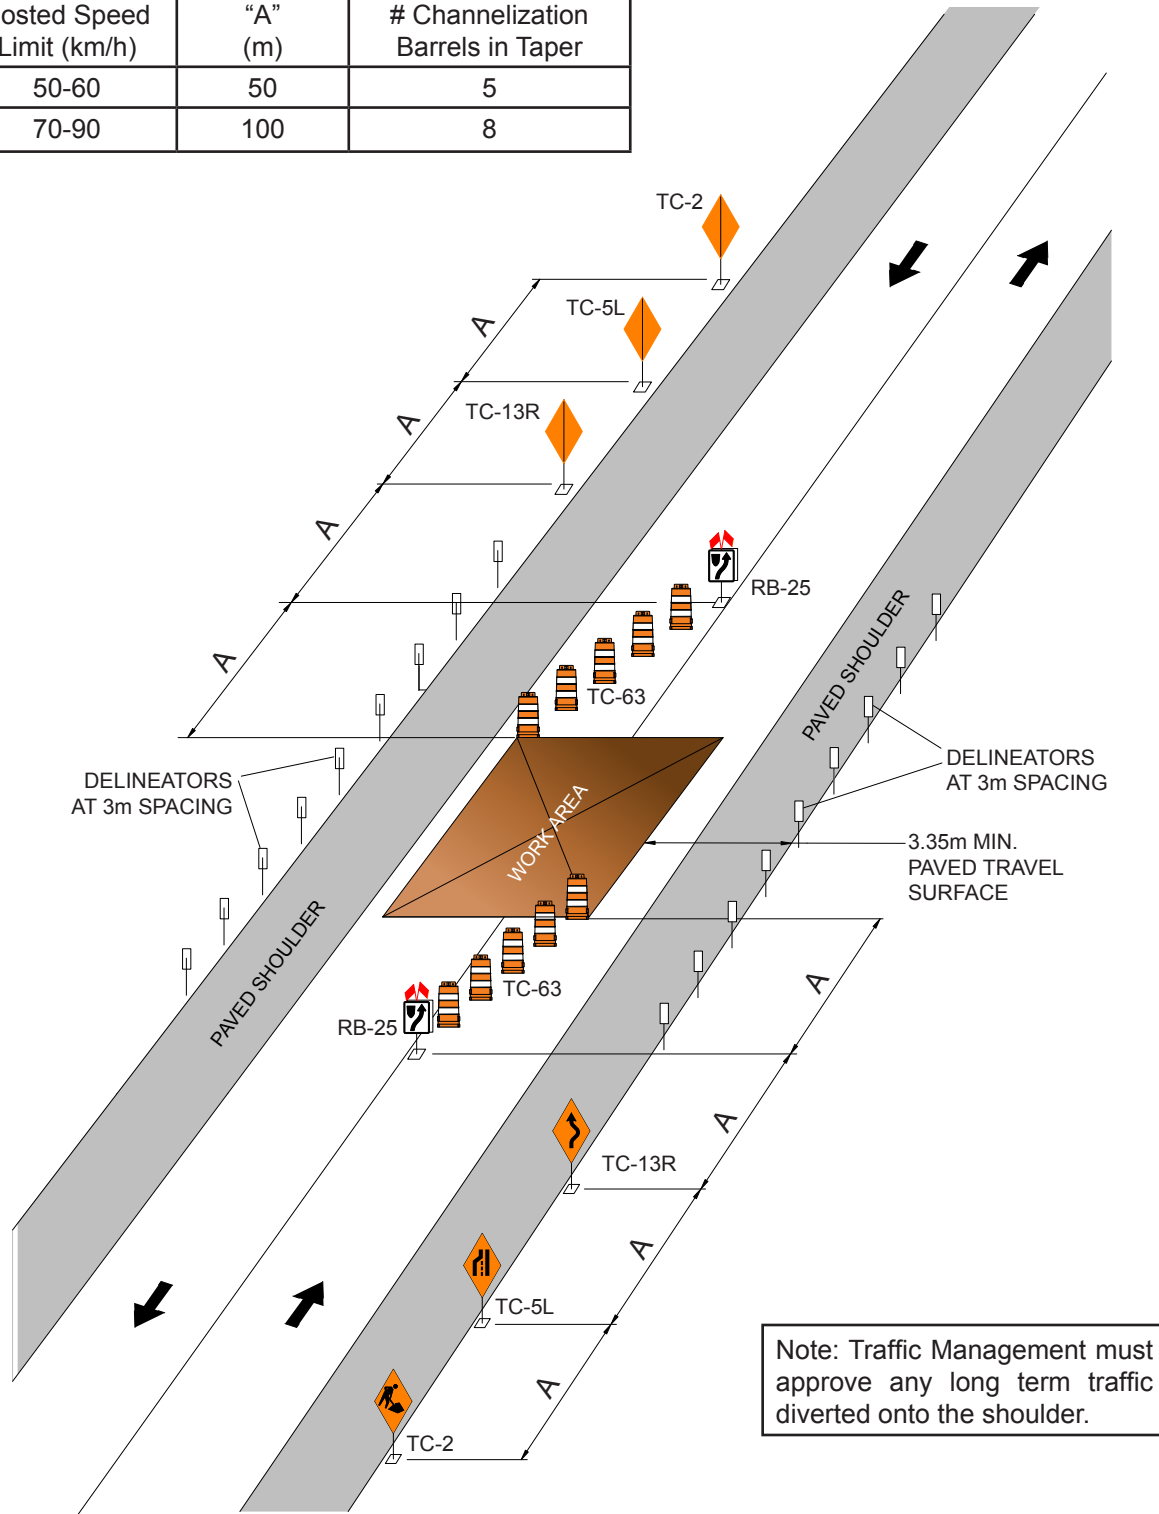 osted Speed
Limit (km/h)
“A”
(m)
# Channelization
Barrels in Taper
50-60
50
5
70-90
100
8
TC-2
TC-5L
A
TC-13R
A
A
RB-25
PAVED SHOULDER
A
TC-63
DELINEATORS
AT 3m SPACING
DELINEATORS
AT 3m SPACING
WORK AREA
3.35m MIN.
PAVED TRAVEL
SURFACE
PAVED SHOULDER
TC-63
A
RB-25
A
TC-13R
A
TC-5L
A
TC-2
Note: Traffic Management must
approve any long term traffic
diverted onto the shoulder.